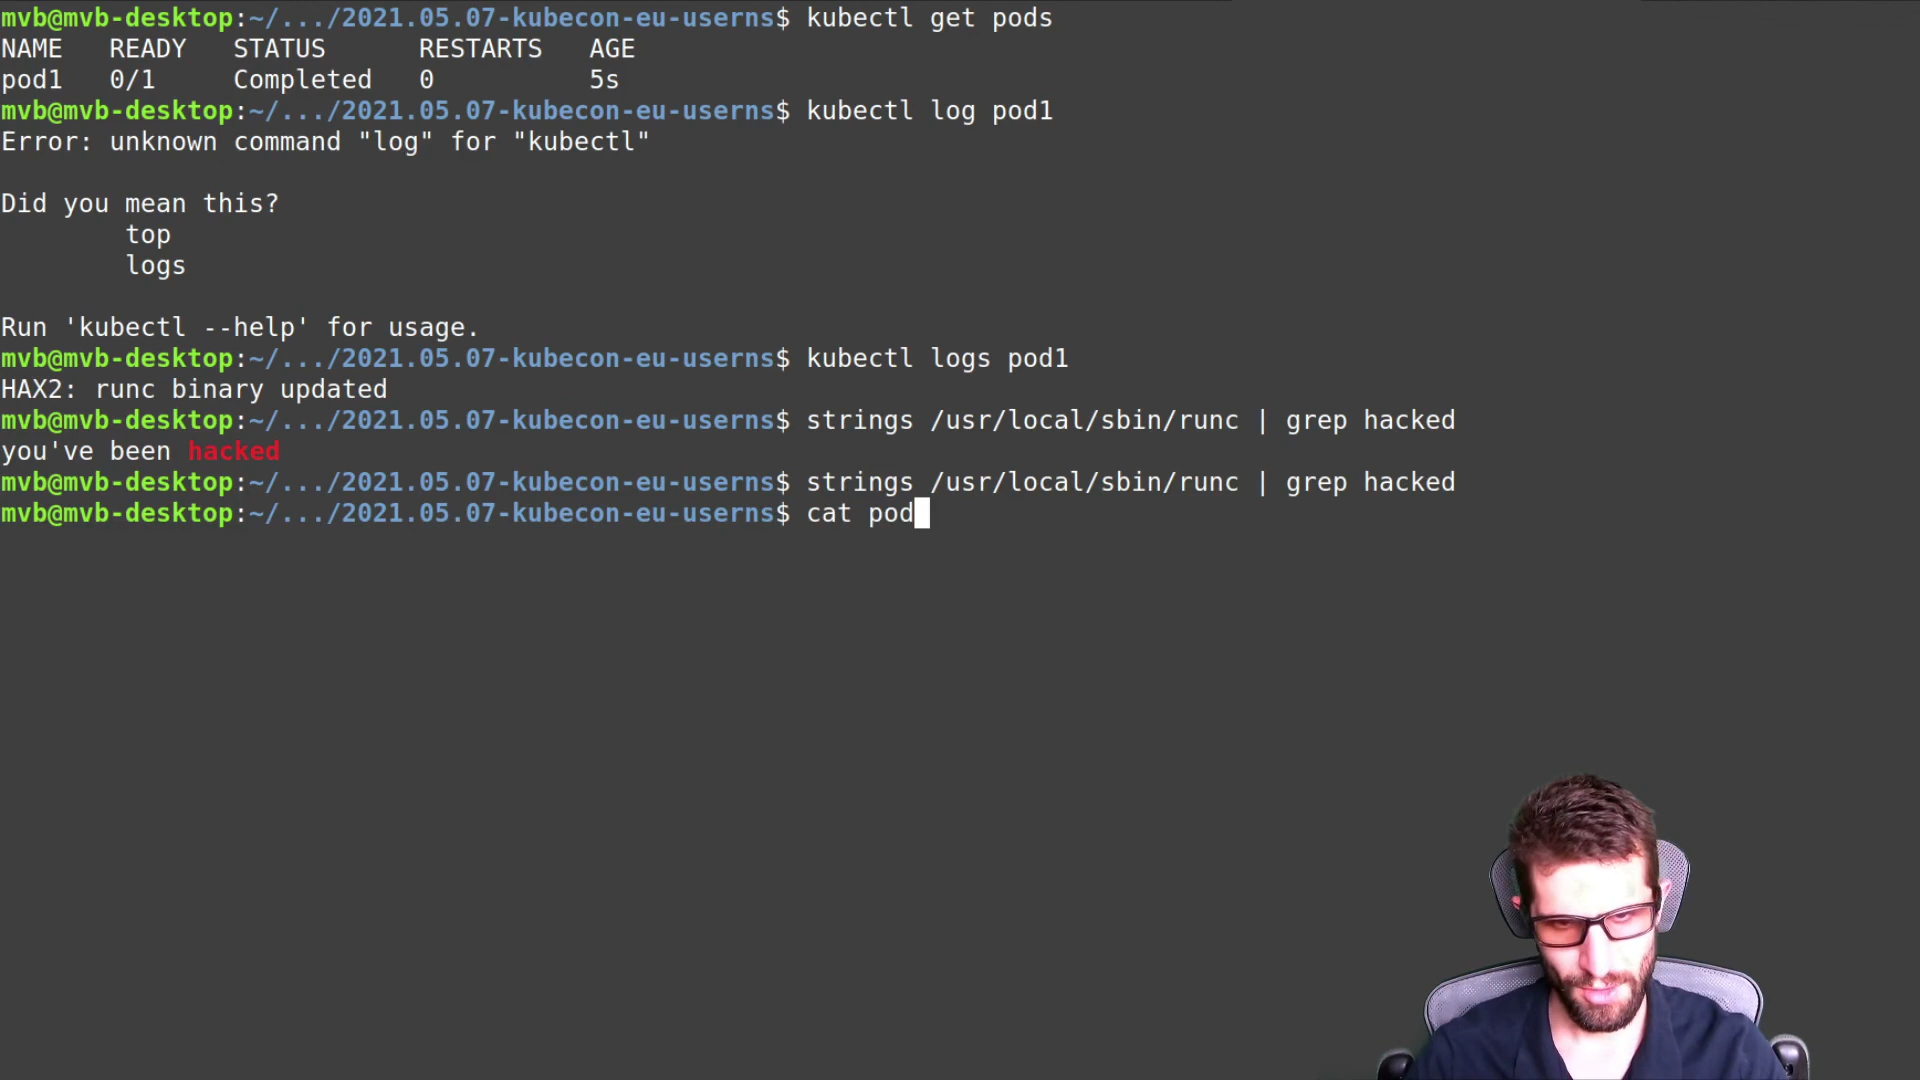 mvb@mvb-desktop:~/.../2021.05.07-kubecon-eu-userns$ kubectl get pods
NAME   READY   STATUS      RESTARTS   AGE
pod1   0/1     Completed   0          5s
mvb@mvb-desktop:~/.../2021.05.07-kubecon-eu-userns$ kubectl log pod1
Error: unknown command "log" for "kubectl"

Did you mean this?
        top
        logs

Run 'kubectl --help' for usage.
mvb@mvb-desktop:~/.../2021.05.07-kubecon-eu-userns$ kubectl logs pod1
HAX2: runc binary updated
mvb@mvb-desktop:~/.../2021.05.07-kubecon-eu-userns$ strings /usr/local/sbin/runc | grep hacked
you've been hacked
mvb@mvb-desktop:~/.../2021.05.07-kubecon-eu-userns$ strings /usr/local/sbin/runc | grep hacked
mvb@mvb-desktop:~/.../2021.05.07-kubecon-eu-userns$ cat pod